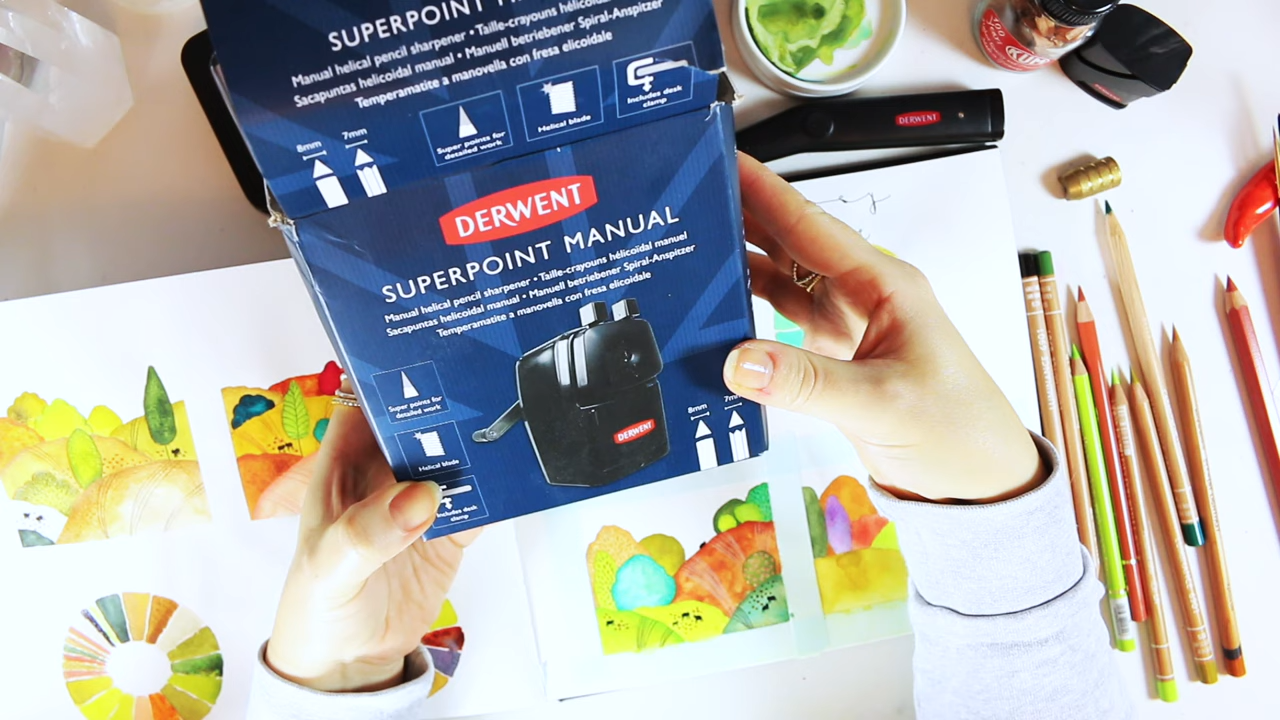 SUPERPOINT
Manual helical pencil sharpener • Taille-crayons hélicoïdal
Sacapuntas helicoidal manual • Manuell betriebener Spiral-Anspitzer
Temperamatite a manovella con fresa elicoidale
8mm
7mm
Super points for
detailed work
Helical blade
Includes desk
clamp
DERWENT
SUPERPOINT MANUAL
Manual helical pencil sharpener • Taille-crayons hélicoïdal manuel
Sacapuntas helicoidal manual • Manuell betriebener Spiral-Anspitzer
Temperamatite a manovella con fresa elicoidale
Super points for
detailed work
Helical blade
Includes desk
clamp
DERWENT
8mm
7mm
DERWENT
100
KUM